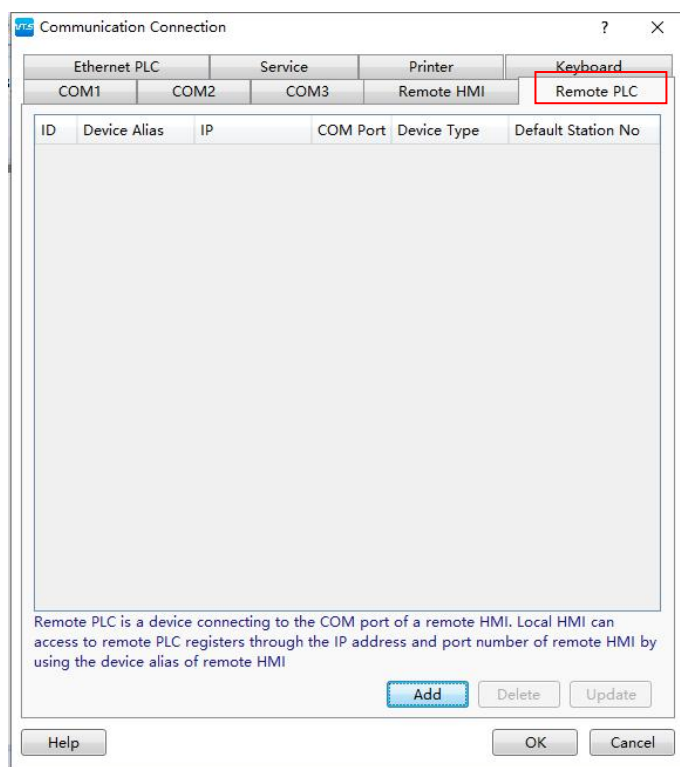 VTS Communication Connection ? ×
Ethernet PLC Service Printer Keyboard
COM1 COM2 COM3 Remote HMI Remote PLC
ID Device Alias IP COM Port Device Type Default Station No
Remote PLC is a device connecting to the COM port of a remote HMI. Local HMI can
access to remote PLC registers through the IP address and port number of remote HMI by
using the device alias of remote HMI
Add Delete Update
Help OK Cancel